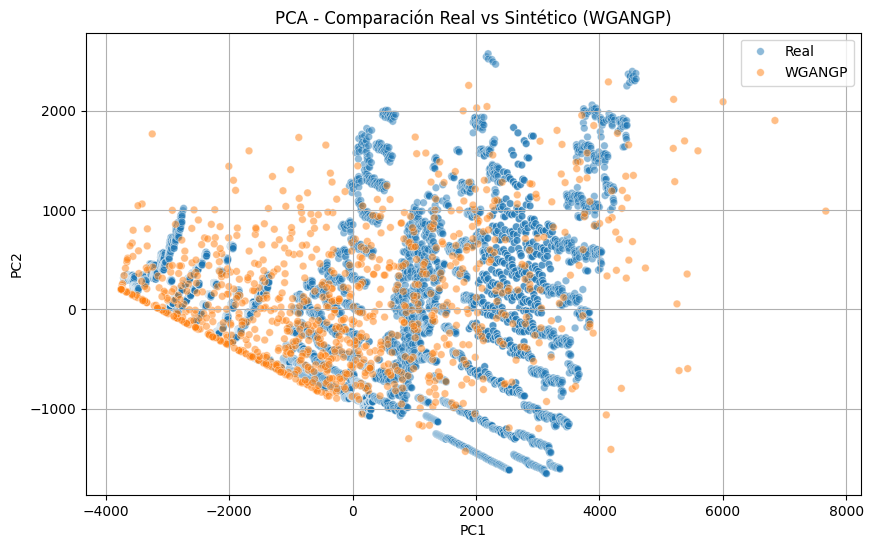 PCA - Comparación Real vs Sintético (WGANGP)
Real
WGANGP
PC2
2000
1000
0
−1000
−4000 −2000 0 2000 4000 6000 8000
PC1